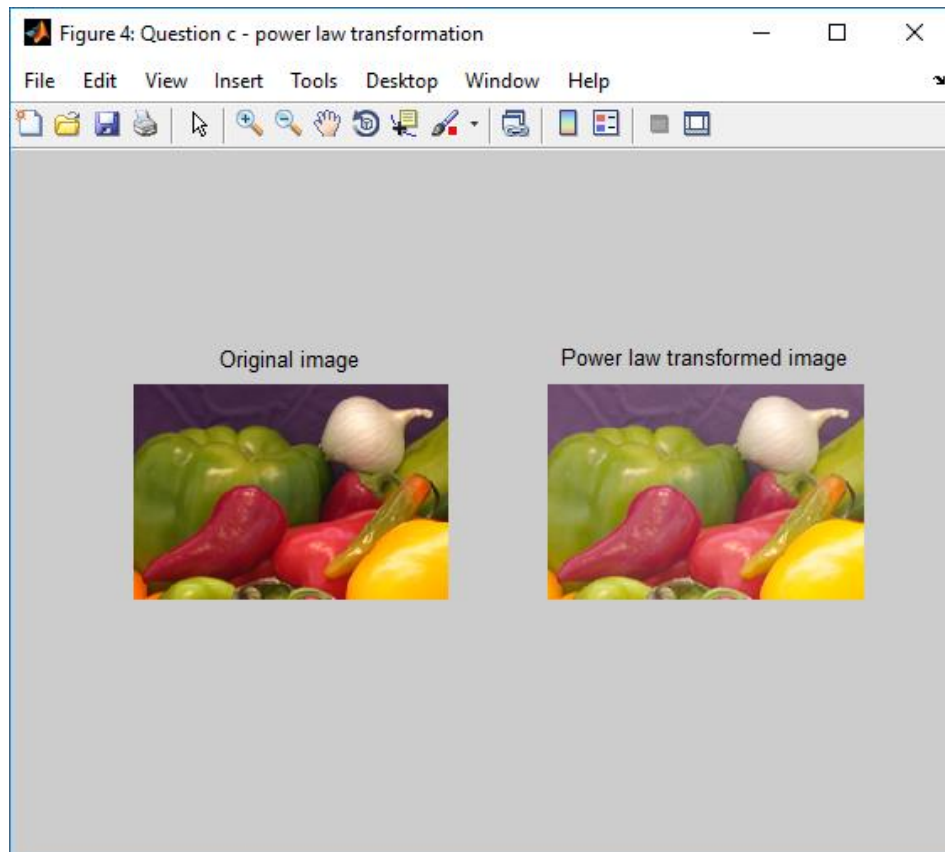 Figure 4: Question c - power law transformation
File Edit View Insert Tools Desktop Window Help
Original image
Power law transformed image